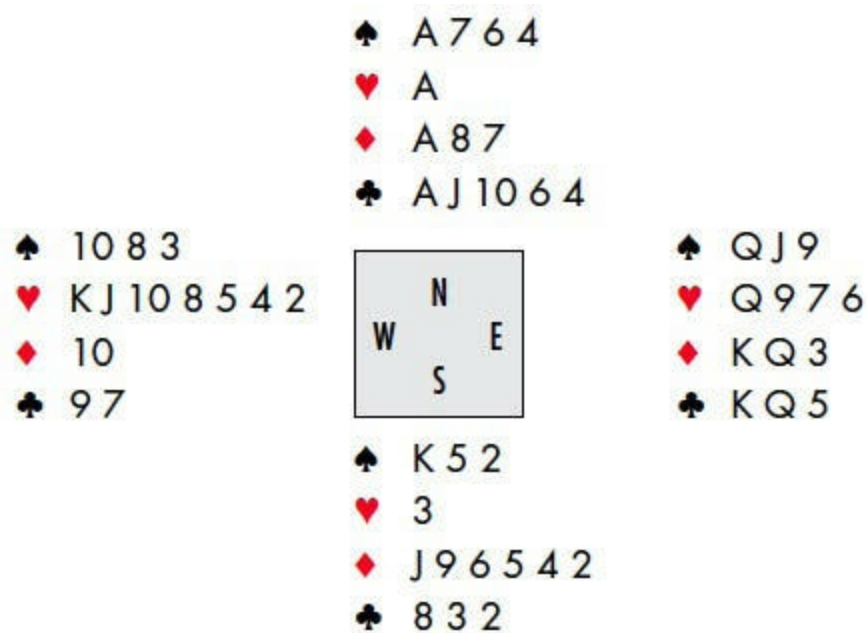 ♠ A 7 6 4
♥ A
♦ A 8 7
♣ A J 10 6 4
♠ 10 8 3
♥ K J 10 8 5 4 2
♦ 10
♣ 9 7
N
W E
S
♠ Q J 9
♥ Q 9 7 6
♦ K Q 3
♣ K Q 5
♠ K 5 2
♥ 3
♦ J 9 6 5 4 2
♣ 8 3 2